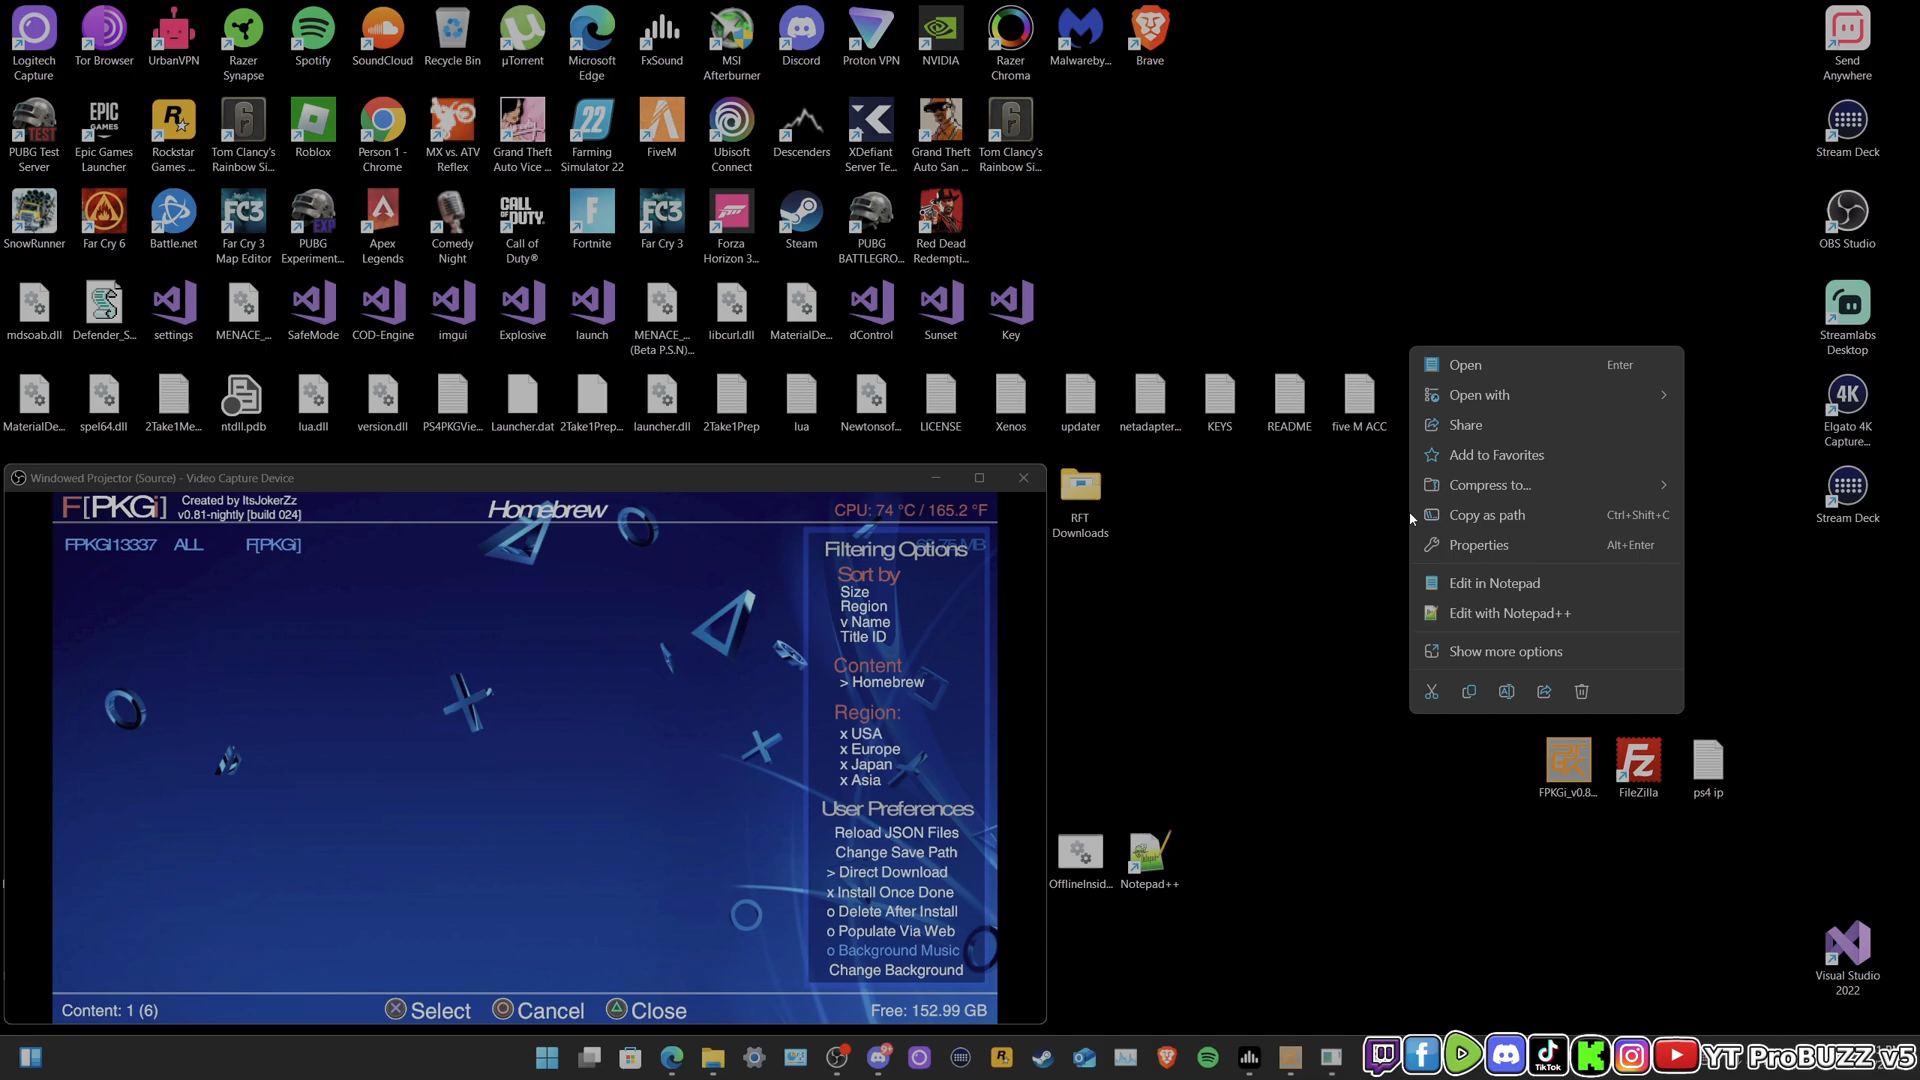 Logitech
Capture
Tor Browser
UrbanVPN
Razer
Synapse
Spotify
SoundCloud
Recycle Bin
µTorrent
Microsoft
Edge
FxSound
MSI
Afterburner
Discord
Proton VPN
NVIDIA
Razer
Chroma
Malwareby...
Brave
Send
Anywhere
TEST
PUBG Test
Server
EPIC
GAMES
Epic Games
Launcher
Rockstar
Games ...
Tom Clancy's
Rainbow Si...
Roblox
Person 1 -
Chrome
MX vs. ATV
Reflex
Grand Theft
Auto Vice ...
22
Farming
Simulator 22
FiveM
Ubisoft
Connect
Descenders
XDefiant
Server Te...
Grand Theft
Auto San ...
Tom Clancy's
Rainbow Si...
Stream Deck
SnowRunner
Far Cry 6
Battle.net
FC3
Far Cry 3
Map Editor
EXP
PUBG
Experiment...
Apex
Legends
Comedy
Night
CALL OF
DUTY
Call of
Duty®
Fortnite
FC3
Far Cry 3
Forza
Horizon 3...
Steam
PUBG
BATTLEGRO...
Red Dead
Redempti...
OBS Studio
mdsoab.dll
Defender_S...
settings
MENACE_...
SafeMode
COD-Engine
imgui
Explosive
launch
MENACE_...
(Beta P.S.N)...
libcurl.dll
MaterialDe...
dControl
Sunset
Key
Streamlabs
Desktop
MaterialDe...
spel64.dll
2Take1Me...
ntdll.pdb
lua.dll
version.dll
PS4PKGVie...
Launcher.dat
2Take1Prep...
launcher.dll
2Take1Prep
lua
Newtonsof...
LICENSE
Xenos
updater
netadapter...
KEYS
README
five M ACC
4K
Elgato 4K
Capture...
Open Enter
Open with
Share
Add to Favorites
Compress to...
Copy as path Ctrl+Shift+C
Properties Alt+Enter
Edit in Notepad
Edit with Notepad++
Show more options
Stream Deck
Windowed Projector (Source) - Video Capture Device
F[PKGi]
Created by ItsJokerZz
v0.81-nightly [build 024]
Homebrew
CPU: 74 °C / 165.2 °F
FPKGI13337 ALL F[PKGi]
Filtering Options
Sort by
Size
Region
v Name
Title ID
Content
> Homebrew
Region:
x USA
x Europe
x Japan
x Asia
User Preferences
Reload JSON Files
Change Save Path
> Direct Download
x Install Once Done
o Delete After Install
o Populate Via Web
o Background Music
Change Background
Content: 1 (6)
Select
Cancel
Close
Free: 152.99 GB
RFT
Downloads
FPKGi_v0.8...
FileZilla
ps4 ip
OfflineInsid...
Notepad++
Visual Studio
2022
TikTok
YT ProBUZZ v5